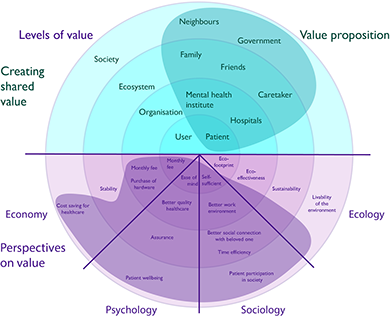 Neighbours
Levels of value
Value proposition
Government
Family
Society
Friends
Creating
shared
value
Ecosystem
Mental health
institute
Caretaker
Organisation
Hospitals
User
Patient
Monthly
fee
Eco-
footprint
Monthly fee
Purchase of
hardware
Ease of
mind
Self-
sufficient
Eco-
effectiveness
Stability
Sustainability
Cost saving for
healthcare
Better quality
healthcare
Better work
environment
Livability of
the environment
Economy
Ecology
Assurance
Better social connection
with beloved one
Time efficiency
Perspectives
on value
Patient wellbeing
Patient participation
in society
Psychology
Sociology